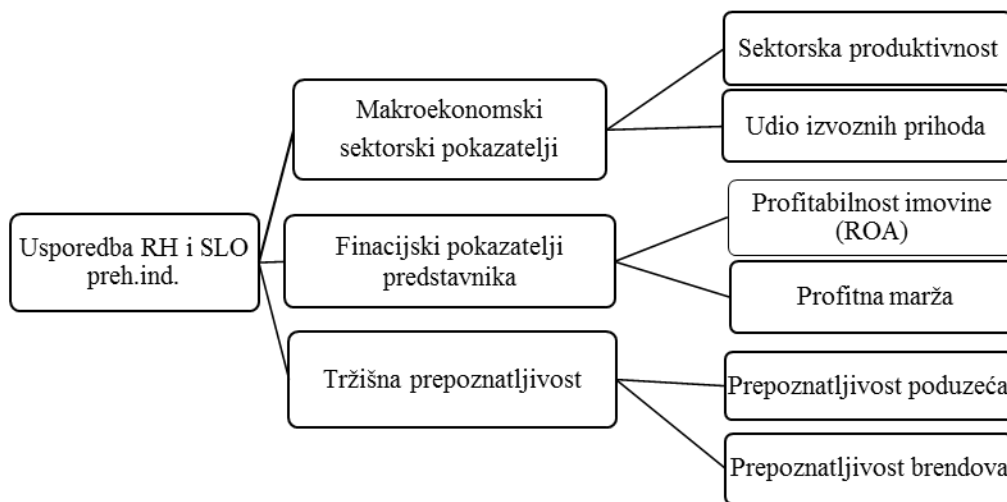 Usporedba RH i SLO
preh.ind.
Makroekonomski
sektorski pokazatelji
Sektorska produktivnost
Udio izvoznih prihoda
Finacijski pokazatelji
predstavnika
Profitabilnost imovine
(ROA)
Profitna marža
Tržišna prepoznatljivost
Prepoznatljivost poduzeća
Prepoznatljivost brendova